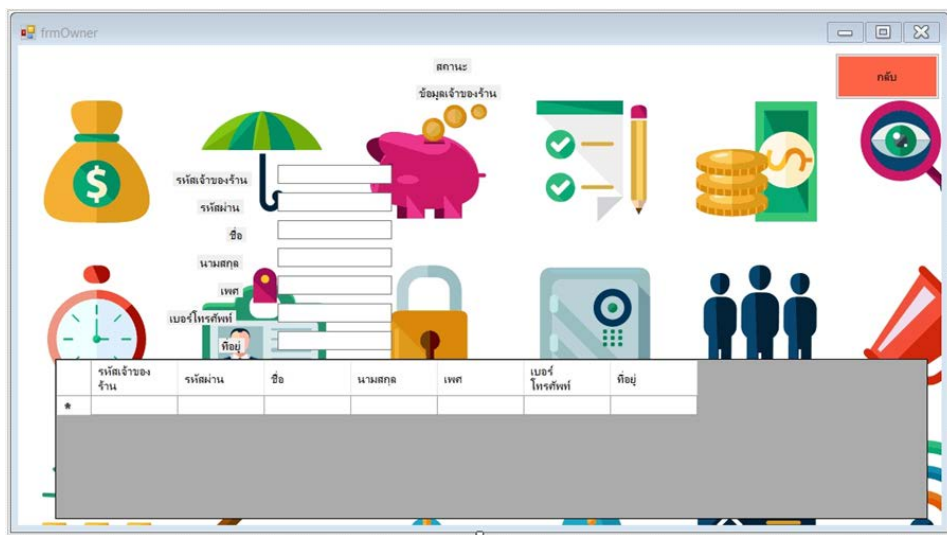 frmOwner
สถานะ
กลับ
ข้อมูลเจ้าของร้าน
$
รหัสเจ้าของร้าน
รหัสผ่าน
ชื่อ
นามสกุล
เพศ
เบอร์โทรศัพท์
ที่อยู่
รหัสเจ้าของ
ร้าน
รหัสผ่าน
ชื่อ
นามสกุล
เพศ
เบอร์
โทรศัพท์
ที่อยู่